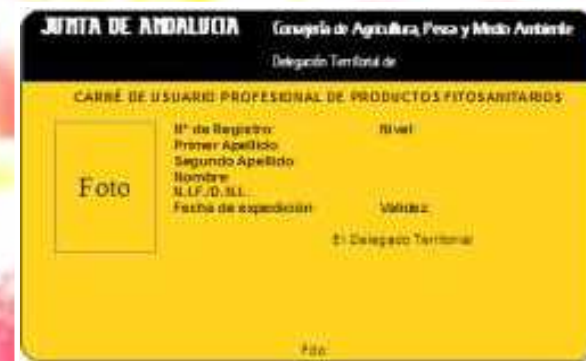 JUNTA DE ANDALUCIA Consejería de Agricultura, Pesca y Medio Ambiente
Delegación Territorial de
CARNÉ DE USUARIO PROFESIONAL DE PRODUCTOS FITOSANITARIOS
Foto
Nº de Registro: Nivel:
Primer Apellido:
Segundo Apellido:
Nombre:
N.I.F./D.N.I.:
Fecha de expedición: Validez:
El Delegado Territorial
Fdo: